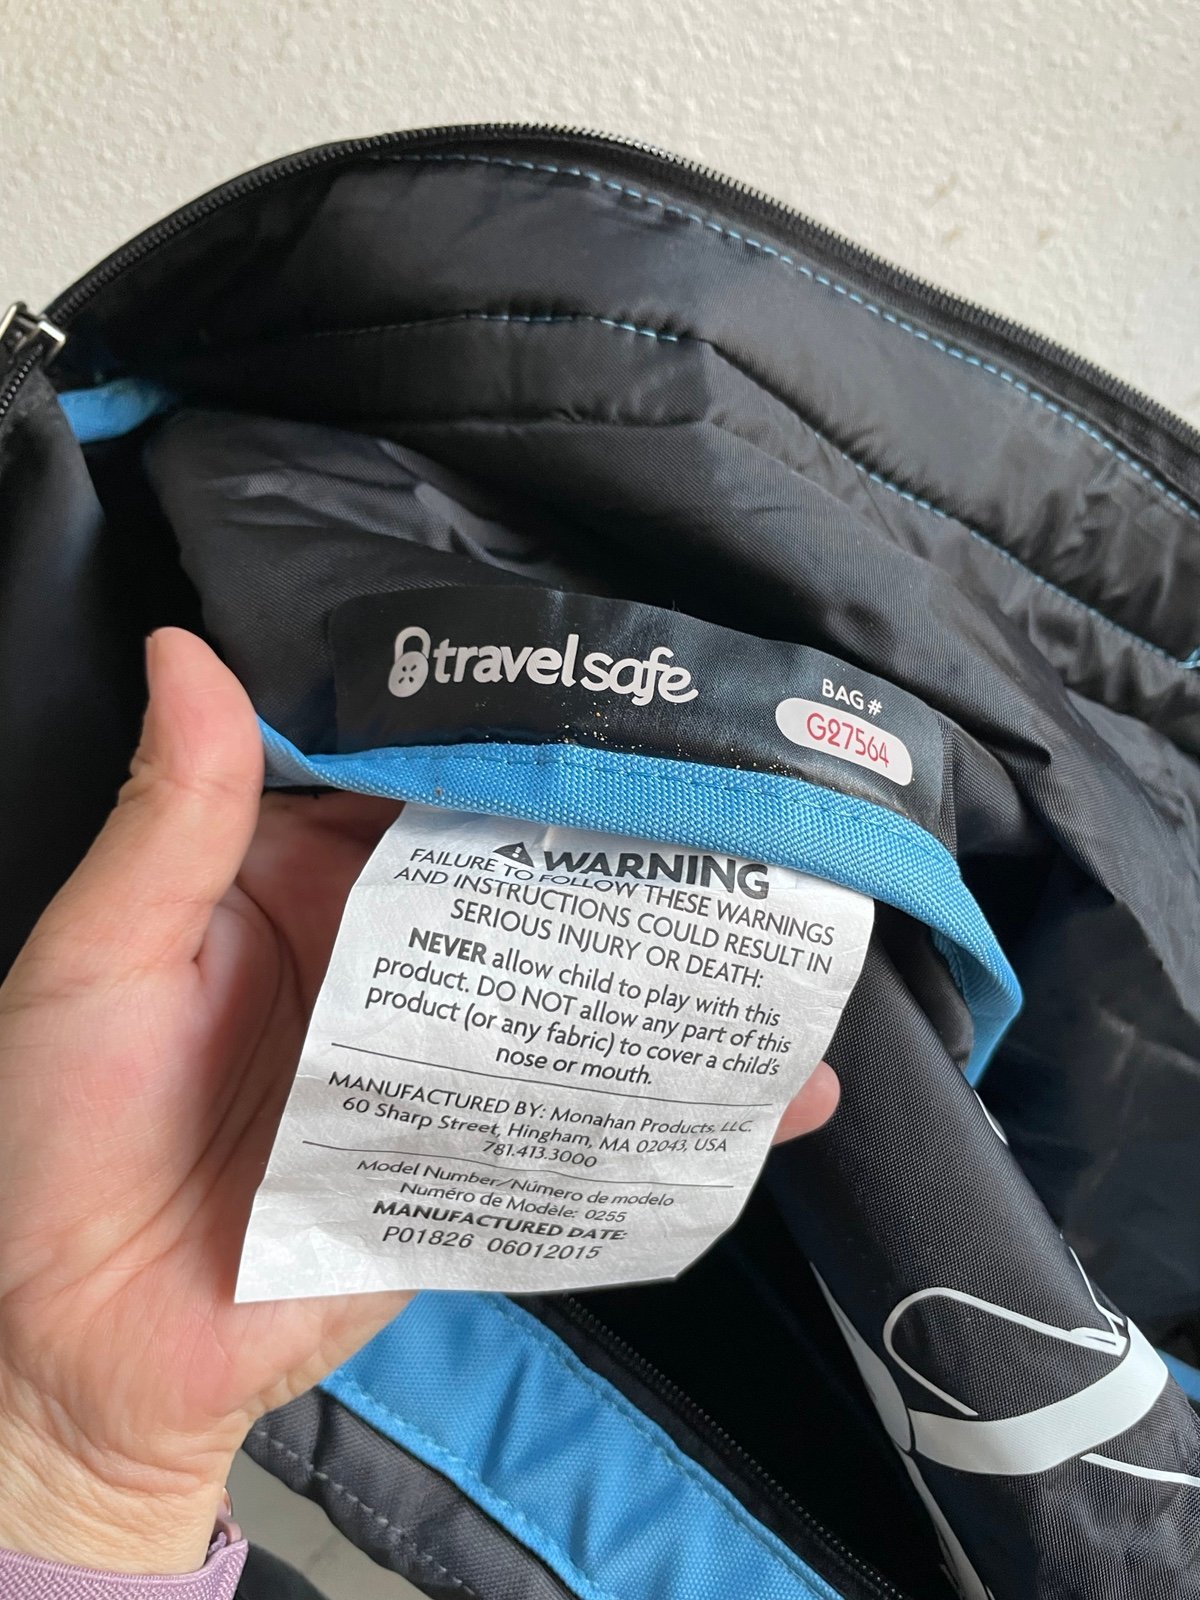 travelsafe
BAG #
G27564
WARNING
FAILURE TO FOLLOW THESE WARNINGS
AND INSTRUCTIONS COULD RESULT IN
SERIOUS INJURY OR DEATH:
NEVER allow child to play with this
product. DO NOT allow any part of this
product (or any fabric) to cover a child's
nose or mouth.
MANUFACTURED BY: Monahan Products, LLC.
60 Sharp Street, Hingham, MA 02043, USA
781.413.3000
Model Number/Número de modelo
Numéro de Modèle: 0255
MANUFACTURED DATE:
P01826 06012015